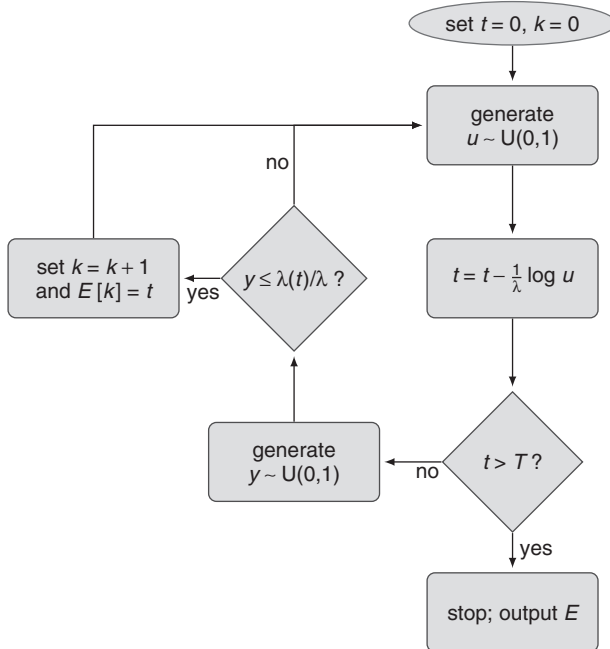 set t = 0, k = 0
generate
u ~ U(0,1)
no
set k = k + 1
and E [k] = t
yes
y ≤ λ(t)/λ ?
t = t − 1/λ log u
generate
y ~ U(0,1)
no
t > T ?
yes
stop; output E